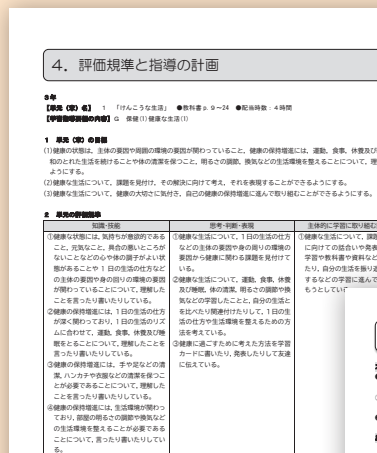 4．評価規準と指導の計画
3年
【単元（章）名】 1 「けんこうな生活」 ●教科書p. 9～24 ●配当時数：4時間
【学習指導要領の内容】G 保健(1)健康な生活(1)
1 単元（章）の目標
(1)健康の状態は、主体の要因や周囲の環境の要因が関わっていること、健康の保持増進には、運動、食事、休養及び
和のとれた生活を続けることや体の清潔を保つこと、明るさの調節、換気などの生活環境を整えることについて、理
ようにする。
(2)健康な生活について、課題を見付け、その解決に向けて考え、それを表現することができるようにする。
(3)健康な生活について、健康の大切さに気付き、自己の健康の保持増進に進んで取り組むことができるようにする。
2 単元の評価規準
知識・技能
①健康な状態には、気持ちが意欲的である
こと、元気なこと、具合の悪いところが
ないことなどの心や体の調子がよい状
態があることや1日の生活の仕方など
の主体の要因や身の回りの環境の要因
が関わっていることについて、理解した
ことを言ったり書いたりしている。
②健康の保持増進には、1日の生活の仕方
が深く関わっており、1日の生活のリズ
ムに合わせて、運動、食事、休養及び睡
眠をとることについて、理解したことを
言ったり書いたりしている。
③健康の保持増進には、手や足などの清
潔、ハンカチや衣服などの清潔を保つこ
とが必要であることについて、理解した
ことを言ったり書いたりしている。
④健康の保持増進には、生活環境が関わっ
ており、部屋の明るさの調節や換気など
の生活環境を整えることが必要である
ことについて、言ったり書いたりしてい
る。
思考・判断・表現
①健康な生活について、1日の生活の仕方
などの主体の要因や身の周りの環境の
要因から健康に関わる課題を見付けて
いる。
②健康な生活について、運動、食事、休養
及び睡眠、体の清潔、明るさの調節や換
気などの学習したことと、自分の生活と
を比べたり関連付けたりして、1日の生
活の仕方や生活環境を整えるための方
法を考えている。
③健康に過ごすために考えた方法を学習
カードに書いたり、発表したりして友達
に伝えている。
主体的に学習に取り組む
①健康な生活について、課題
に向けての話合いや発表
学習や教科書や資料など
たり、自分の生活を振り返
するなどの学習に進んで
もうとしてい